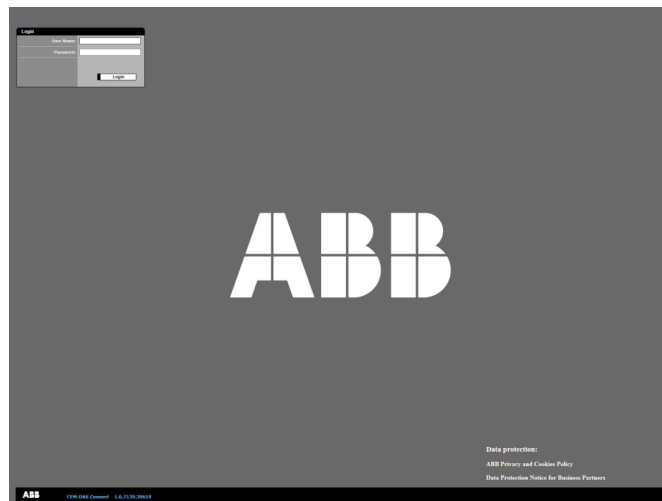 Login
User Name:
Password:
Login
ABB
Data protection:
ABB Privacy and Cookies Policy
Data Protection Notice for Business Partners
ABB CEM-DAS Connect 1.0.7139.30619